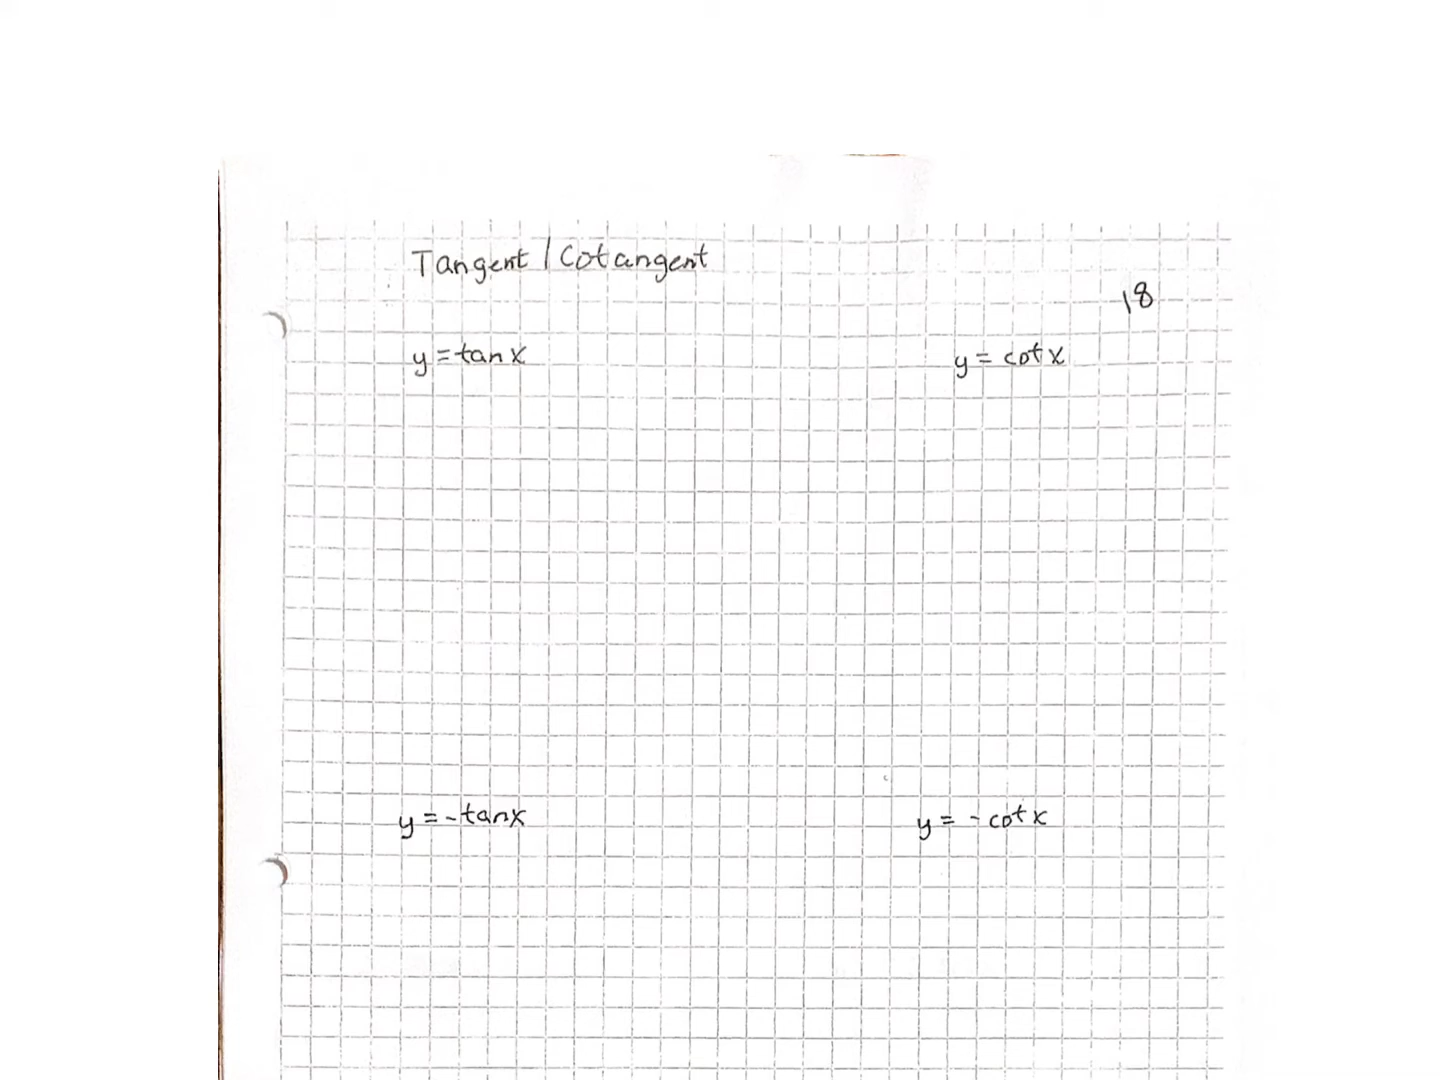 Tangent / Cotangent
18
y = tan x
y = cot x
y = -tan x
y = -cot x